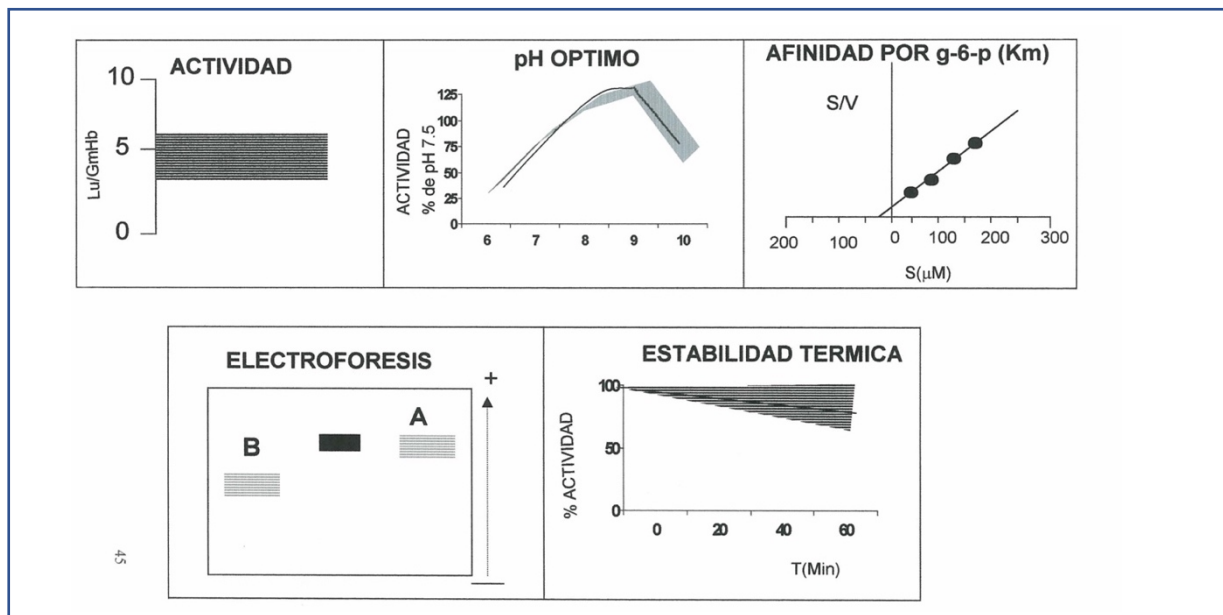 ACTIVIDAD
Lu/GmHb
10
5
0
pH OPTIMO
ACTIVIDAD
% de pH 7.5
125
100
75
50
25
0
6 7 8 9 10
AFINIDAD POR g-6-p (Km)
S/V
200 100 0 100 200 300
S(μM)
ELECTROFORESIS
B
A
+
ESTABILIDAD TERMICA
% ACTIVIDAD
100
50
0
0 20 40 60
T(Min)
45